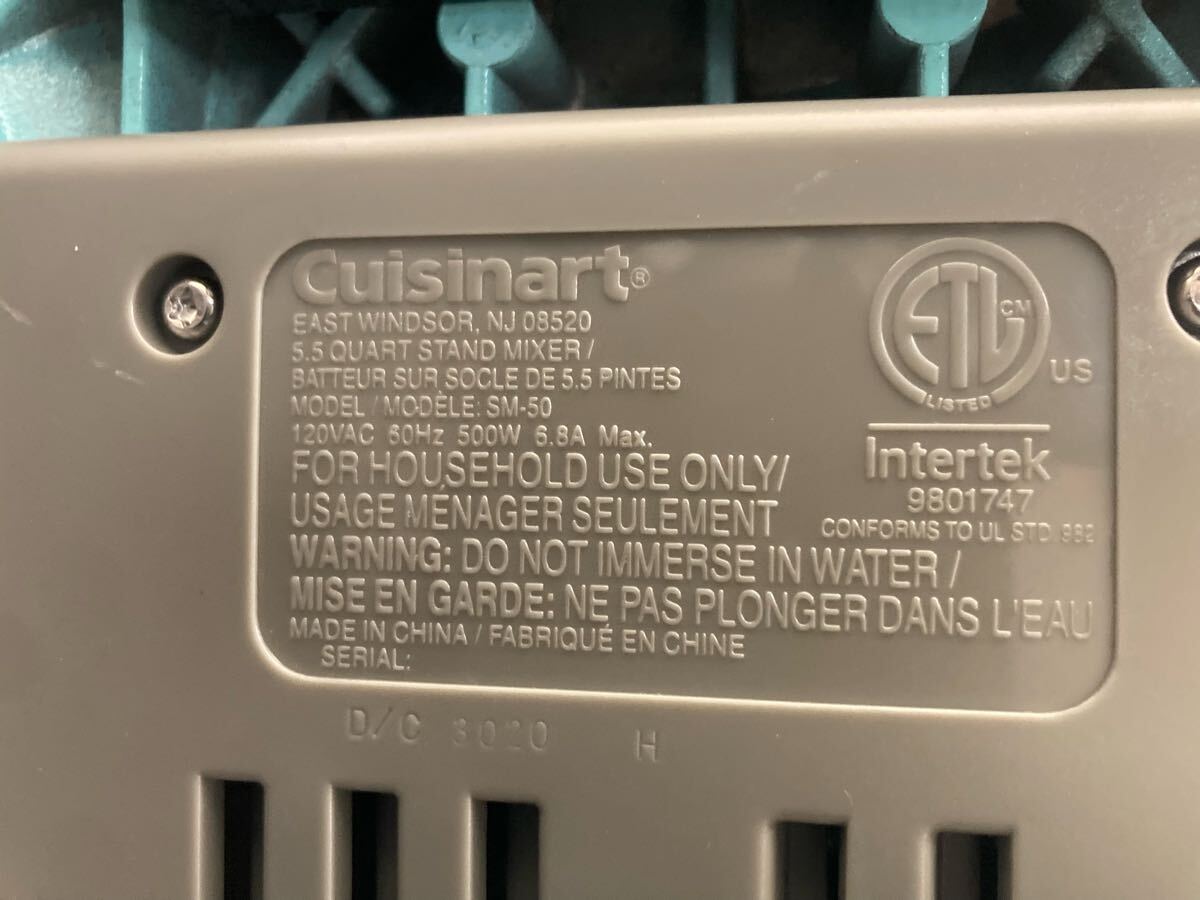 Cuisinart®
EAST WINDSOR, NJ 08520
5.5 QUART STAND MIXER /
BATTEUR SUR SOCLE DE 5.5 PINTES
MODEL / MODÈLE: SM-50
120VAC 60Hz 500W 6.8A Max.
FOR HOUSEHOLD USE ONLY/
USAGE MÉNAGER SEULEMENT
WARNING: DO NOT IMMERSE IN WATER /
MISE EN GARDE: NE PAS PLONGER DANS L'EAU
MADE IN CHINA / FABRIQUÉ EN CHINE
SERIAL:
ETL CM
LISTED
US
Intertek
9801747
CONFORMS TO UL STD. 982
D/C 3020 H